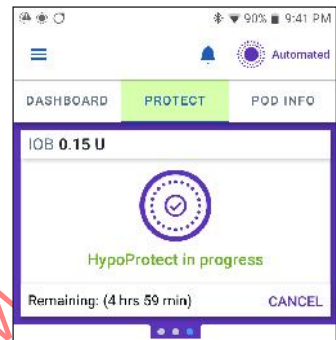 90% 9:41 PM
Automated
DASHBOARD PROTECT POD INFO
IOB 0.15 U
HypoProtect in progress
Remaining: (4 hrs 59 min) CANCEL